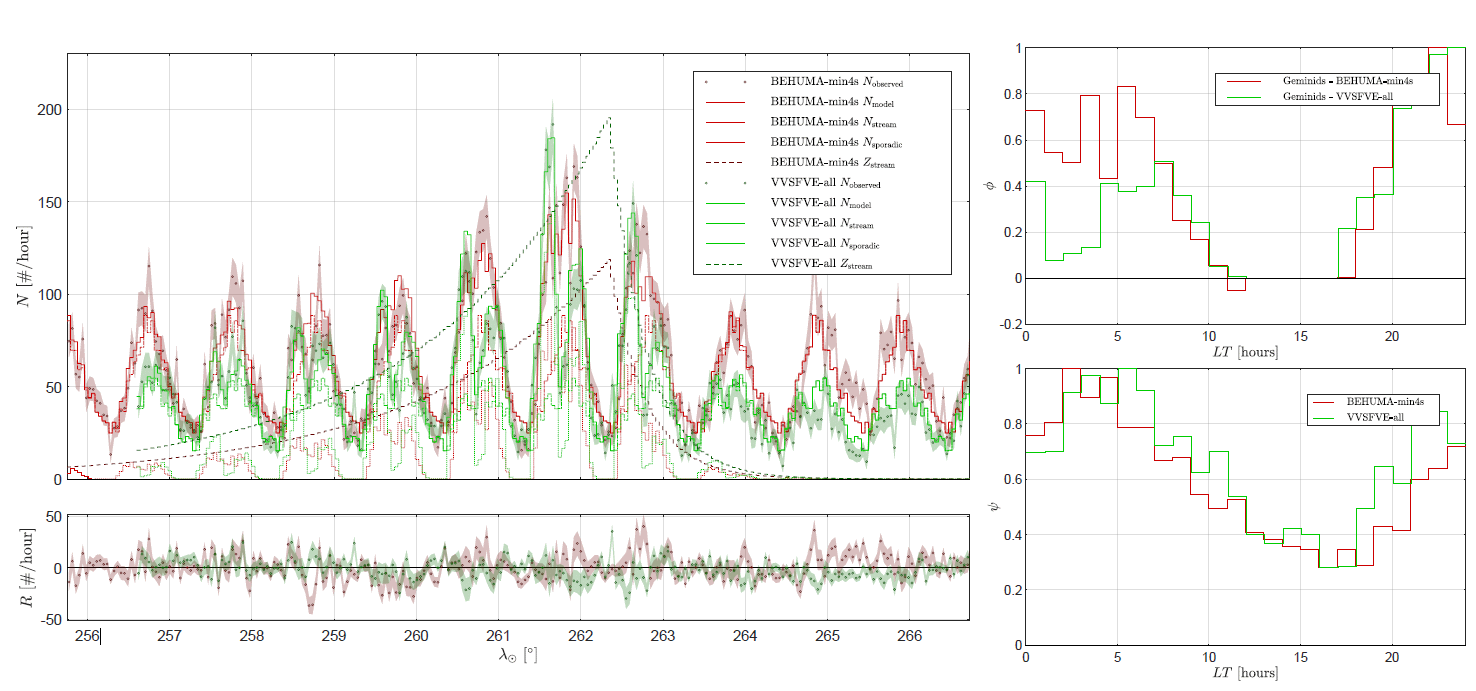 200
150
100
50
0
N [#/hour]
BEHUMA-min4s N_observed
BEHUMA-min4s N_model
BEHUMA-min4s N_stream
BEHUMA-min4s N_sporadic
BEHUMA-min4s Z_stream
VVSFVE-all N_observed
VVSFVE-all N_model
VVSFVE-all N_stream
VVSFVE-all N_sporadic
VVSFVE-all Z_stream
50
0
-50
R [#/hour]
256 257 258 259 260 261 262 263 264 265 266
λ☉ [°]
1
0.8
0.6
0.4
0.2
0
-0.2
ϕ
Geminids - BEHUMA-min4s
Geminids - VVSFVE-all
0 5 10 15 20
LT [hours]
1
0.8
0.6
0.4
0.2
0
ψ
BEHUMA-min4s
VVSFVE-all
0 5 10 15 20
LT [hours]